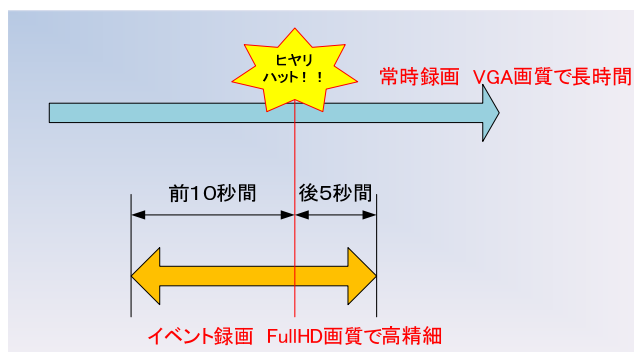 ヒヤリ
ハット！！
常時録画　VGA画質で長時間
前１０秒間
後５秒間
イベント録画　FullHD画質で高精細